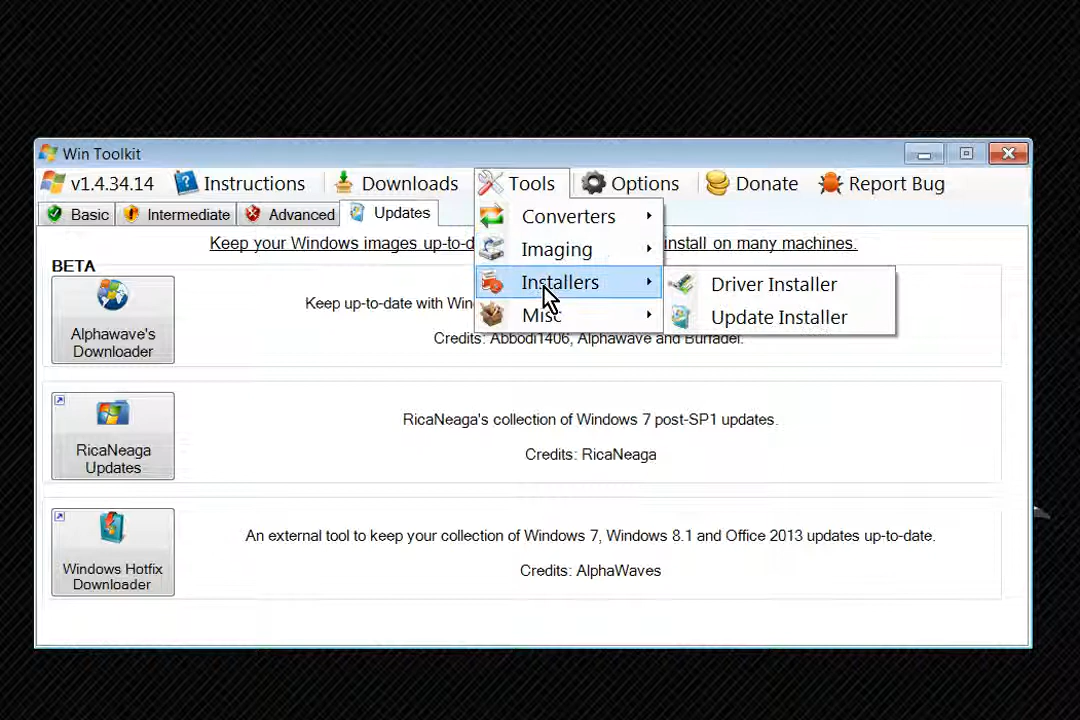 Win Toolkit
v1.4.34.14 Instructions Downloads Tools Options Donate Report Bug
Basic Intermediate Advanced Updates
Converters
Imaging
Installers
Misc
Driver Installer
Update Installer
Keep your Windows images up-to-d install on many machines.
BETA
Alphawave's
Downloader
Keep up-to-date with Win
Credits: Abbodi1406, Alphawave and Burfadel.
RicaNeaga
Updates
RicaNeaga's collection of Windows 7 post-SP1 updates.
Credits: RicaNeaga
Windows Hotfix
Downloader
An external tool to keep your collection of Windows 7, Windows 8.1 and Office 2013 updates up-to-date.
Credits: AlphaWaves